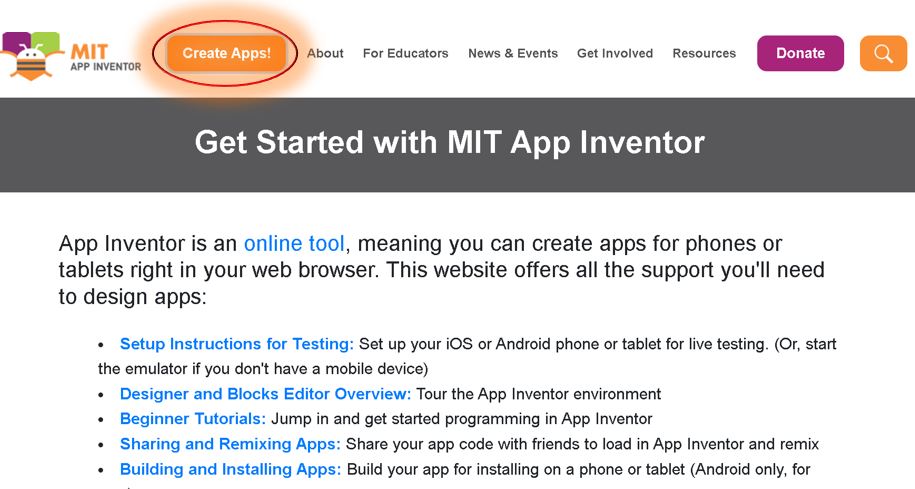 MIT
APP INVENTOR
Create Apps!
About
For Educators
News & Events
Get Involved
Resources
Donate
Get Started with MIT App Inventor
App Inventor is an online tool, meaning you can create apps for phones or
tablets right in your web browser. This website offers all the support you'll need
to design apps:
• Setup Instructions for Testing: Set up your iOS or Android phone or tablet for live testing. (Or, start
the emulator if you don't have a mobile device)
• Designer and Blocks Editor Overview: Tour the App Inventor environment
• Beginner Tutorials: Jump in and get started programming in App Inventor
• Sharing and Remixing Apps: Share your app code with friends to load in App Inventor and remix
• Building and Installing Apps: Build your app for installing on a phone or tablet (Android only, for